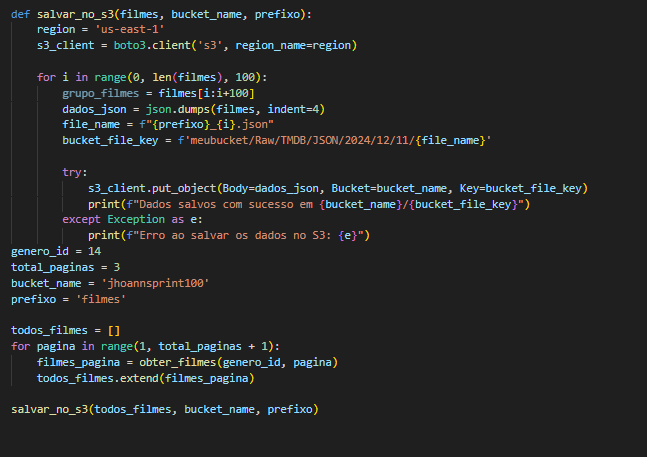 def salvar_no_s3(filmes, bucket_name, prefixo):
    region = 'us-east-1'
    s3_client = boto3.client('s3', region_name=region)

    for i in range(0, len(filmes), 100):
        grupo_filmes = filmes[i:i+100]
        dados_json = json.dumps(filmes, indent=4)
        file_name = f"{prefixo}_{i}.json"
        bucket_file_key = f'meubucket/Raw/TMDB/JSON/2024/12/11/{file_name}'

        try:
            s3_client.put_object(Body=dados_json, Bucket=bucket_name, Key=bucket_file_key)
            print(f"Dados salvos com sucesso em {bucket_name}/{bucket_file_key}")
        except Exception as e:
            print(f"Erro ao salvar os dados no S3: {e}")
genero_id = 14
total_paginas = 3
bucket_name = 'jhoannsprint100'
prefixo = 'filmes'

todos_filmes = []
for pagina in range(1, total_paginas + 1):
    filmes_pagina = obter_filmes(genero_id, pagina)
    todos_filmes.extend(filmes_pagina)

salvar_no_s3(todos_filmes, bucket_name, prefixo)